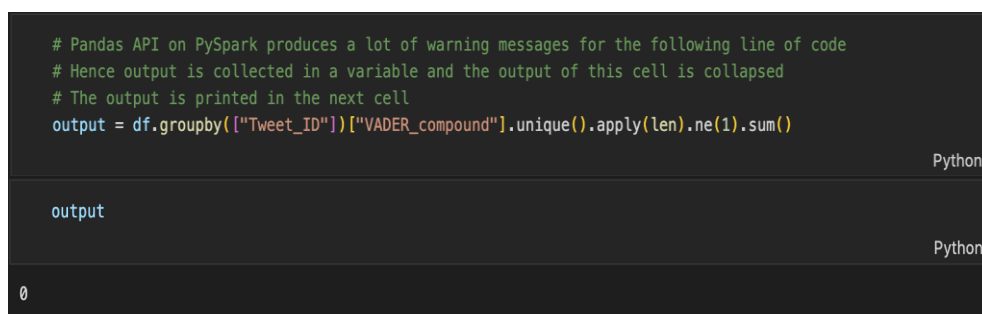 # Pandas API on PySpark produces a lot of warning messages for the following line of code
# Hence output is collected in a variable and the output of this cell is collapsed
# The output is printed in the next cell
output = df.groupby(["Tweet_ID"])["VADER_compound"].unique().apply(len).ne(1).sum()
Python
output
Python
0